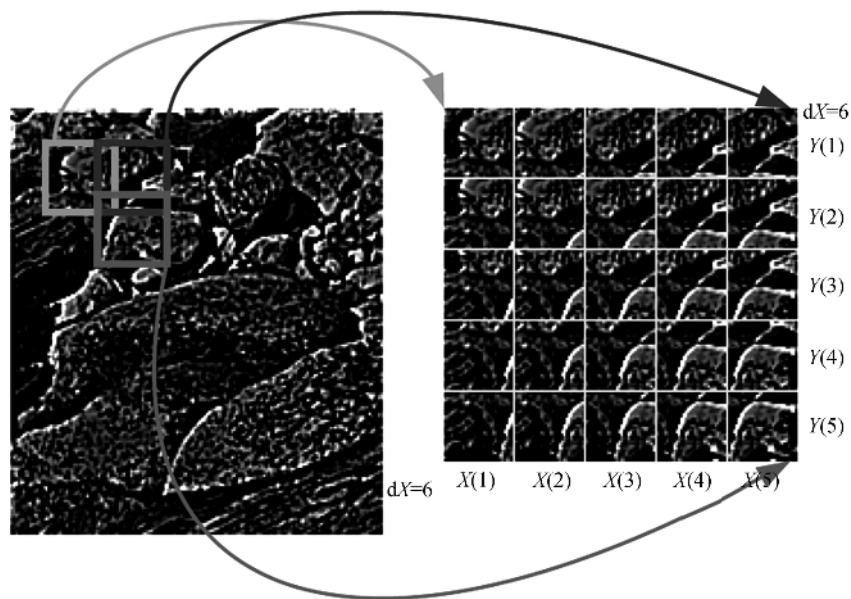 dX=6
Y(1)
Y(2)
Y(3)
Y(4)
Y(5)
X(1) X(2) X(3) X(4) X(5)
dX=6